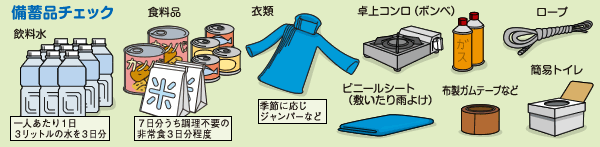 備蓄品チェック
飲料水
一人あたり1日
3リットルの水を3日分
食料品
カンパン
米
7日分うち調理不要の
非常食3日分程度
衣類
季節に応じ
ジャンパーなど
卓上コンロ(ボンベ)
ガス
ロープ
ビニールシート
(敷いたり雨よけ)
布製ガムテープなど
簡易トイレ